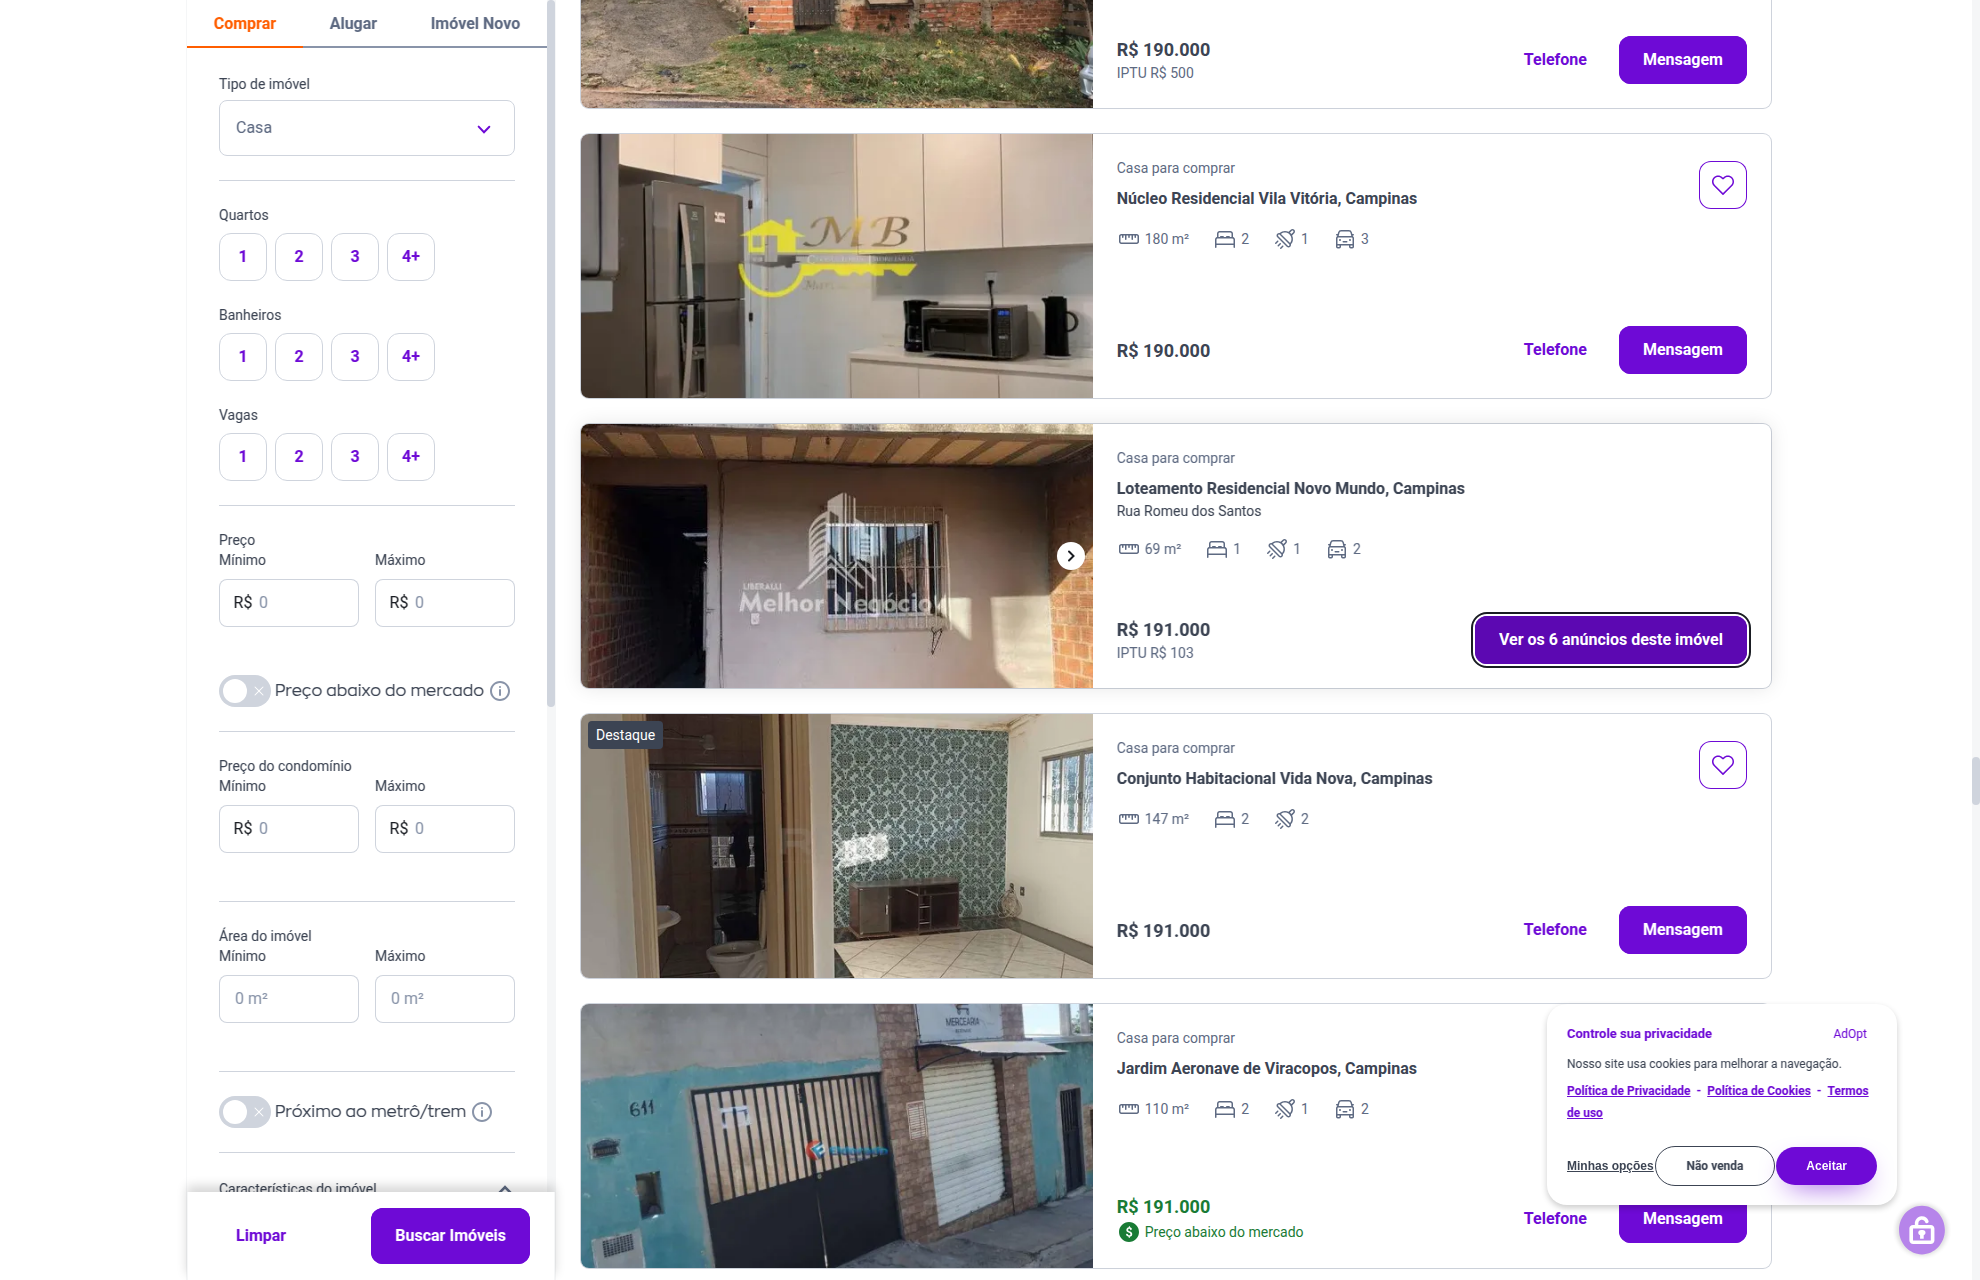 Comprar
Alugar
Imóvel Novo
Tipo de imóvel
Casa
Quartos
1
2
3
4+
Banheiros
1
2
3
4+
Vagas
1
2
3
4+
Preço
Mínimo
Máximo
R$ 0
R$ 0
Preço abaixo do mercado
Preço do condomínio
Mínimo
Máximo
R$ 0
R$ 0
Área do imóvel
Mínimo
Máximo
0 m²
0 m²
Próximo ao metrô/trem
Características do imóvel
Limpar
Buscar Imóveis
R$ 190.000
IPTU R$ 500
Telefone
Mensagem
MB
Casa para comprar
Núcleo Residencial Vila Vitória, Campinas
180 m²
2
1
3
R$ 190.000
Telefone
Mensagem
LIBERALLI
Melhor Negócio
Casa para comprar
Loteamento Residencial Novo Mundo, Campinas
Rua Romeu dos Santos
69 m²
1
1
2
R$ 191.000
IPTU R$ 103
Ver os 6 anúncios deste imóvel
Destaque
Casa para comprar
Conjunto Habitacional Vida Nova, Campinas
147 m²
2
2
R$ 191.000
Telefone
Mensagem
MERCEARIA
611
Casa para comprar
Jardim Aeronave de Viracopos, Campinas
110 m²
2
1
2
R$ 191.000
Preço abaixo do mercado
Telefone
Mensagem
Controle sua privacidade
AdOpt
Nosso site usa cookies para melhorar a navegação.
Política de Privacidade - Política de Cookies - Termos
de uso
Minhas opções
Não venda
Aceitar